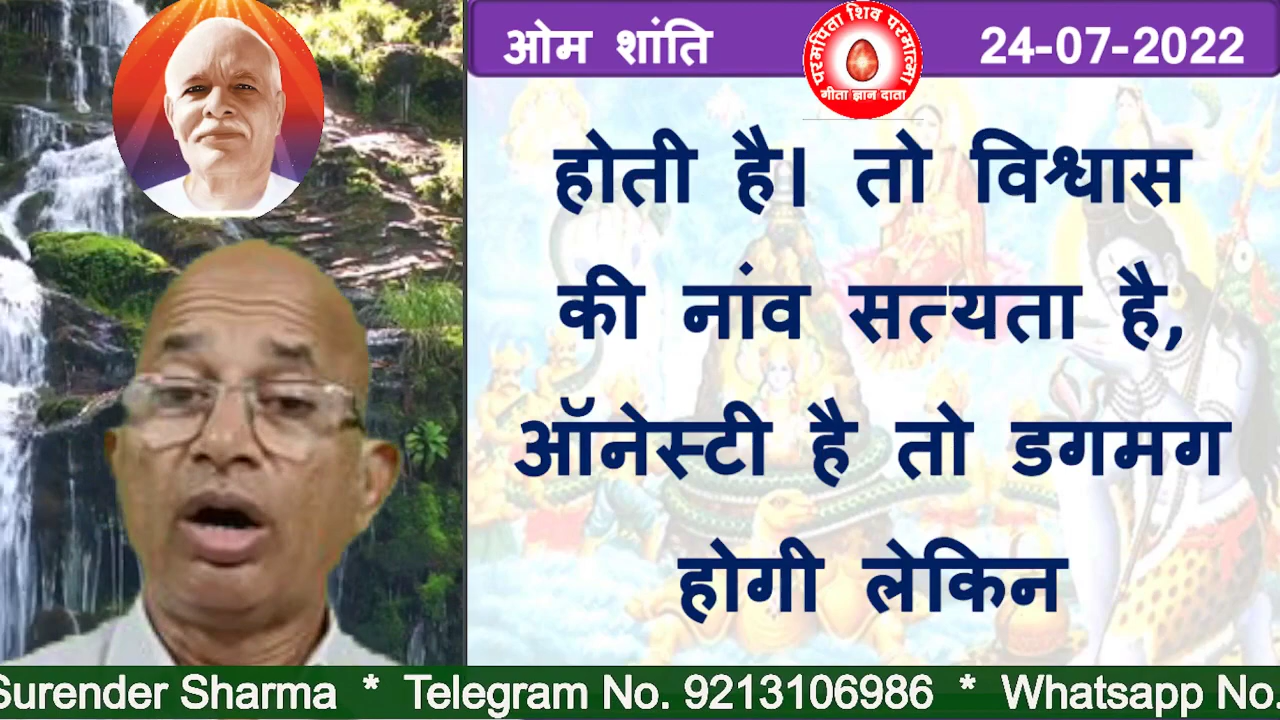 ओम शांति
परमपिता शिव परमात्मा
गीता ज्ञान दाता
24-07-2022
होती है। तो विश्वास
की नांव सत्यता है,
ऑनेस्टी है तो डगमग
होगी लेकिन
Surender Sharma * Telegram No. 9213106986 * Whatsapp No.